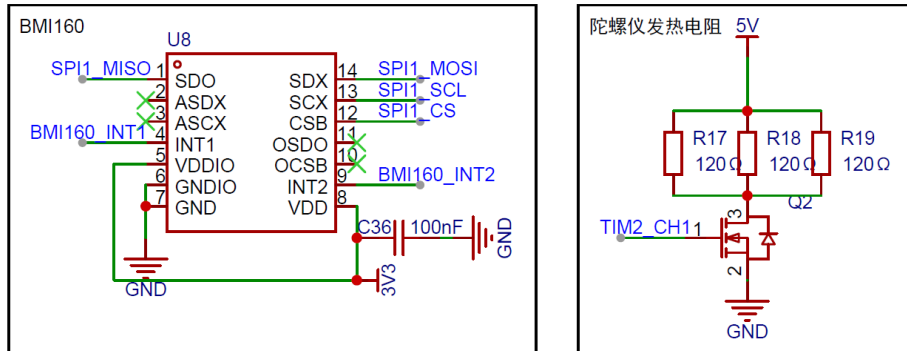 BMI160
U8
SPI1_MISO 1 SDO SDX 14 SPI1_MOSI
2 ASDX SCX 13 SPI1_SCL
3 ASCX CSB 12 SPI1_CS
BMI160_INT1 4 INT1 OSDO 11
5 VDDIO OCSB 10
6 GNDIO INT2 9 BMI160_INT2
7 GND VDD 8
C36 100nF GND
3V3
GND
陀螺仪发热电阻 5V
R17 R18 R19
120Ω 120Ω 120Ω
Q2
3
TIM2_CH1 1
2
GND